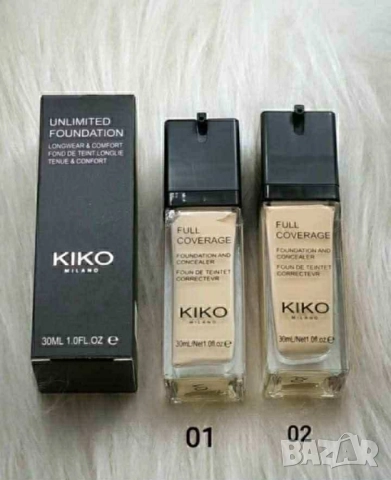 UNLIMITED
FOUNDATION
LONGWEAR & COMFORT
FOND DE TEINT LONGUE
TENUE & CONFORT
KIKO
MILANO
30ML 1.0FL.OZ ℮
FULL
COVERAGE
FOUNDATION AND
CONCEALER
FOUN DE TEINTET
CORRECTEVR
KIKO
MILANO
30mL/Net1.0fl.oz ℮
01
FULL
COVERAGE
FOUNDATION AND
CONCEALER
FOUN DE TEINTET
CORRECTEVR
KIKO
MILANO
30mL/Net1.0fl.oz ℮
02
BAZAR